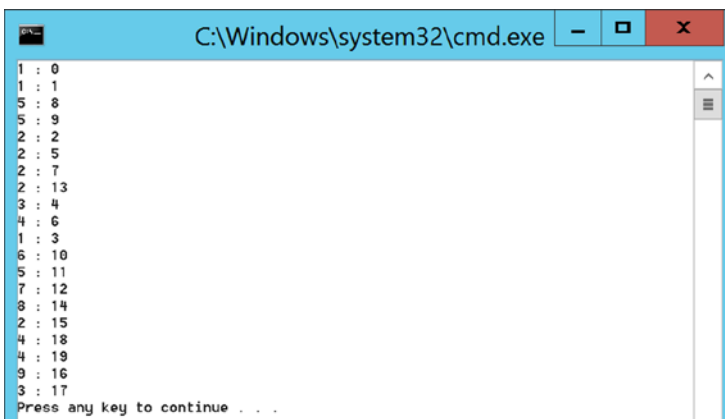 C:\Windows\system32\cmd.exe
1 : 0
1 : 1
5 : 8
5 : 9
2 : 2
2 : 5
2 : 7
2 : 13
3 : 4
4 : 6
1 : 3
6 : 10
5 : 11
7 : 12
8 : 14
2 : 15
4 : 18
4 : 19
9 : 16
3 : 17
Press any key to continue . . .